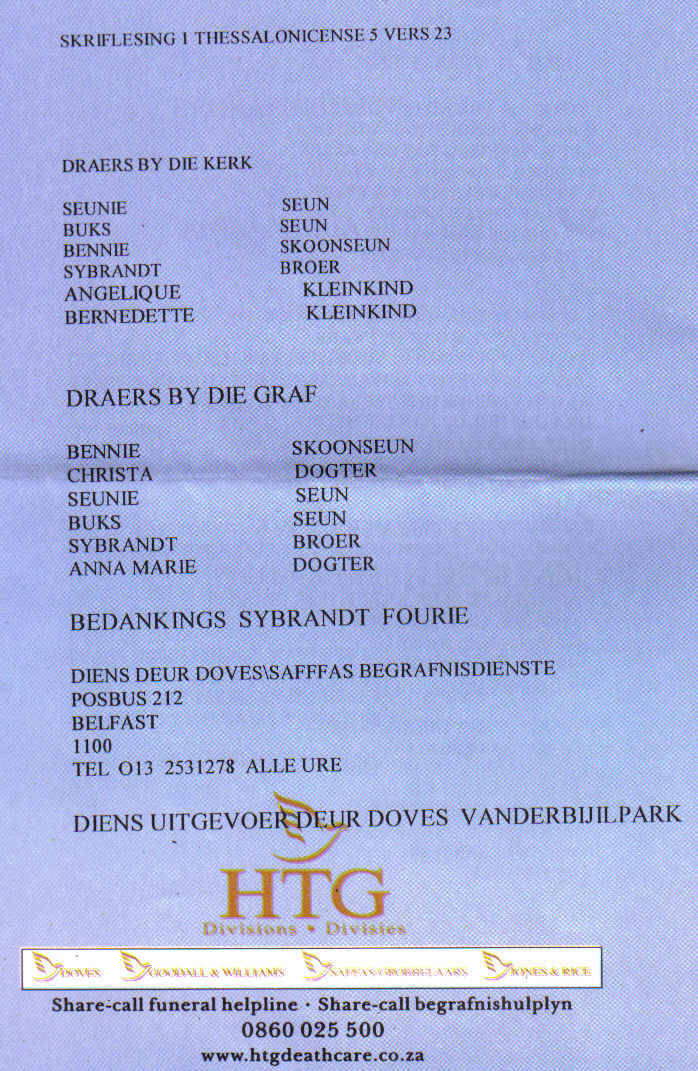 SKRIFLESING 1 THESSALONICENSE 5 VERS 23
DRAERS BY DIE KERK
SEUNIE SEUN
BUKS SEUN
BENNIE SKOONSEUN
SYBRANDT BROER
ANGELIQUE KLEINKIND
BERNEDETTE KLEINKIND
DRAERS BY DIE GRAF
BENNIE SKOONSEUN
CHRISTA DOGTER
SEUNIE SEUN
BUKS SEUN
SYBRANDT BROER
ANNA MARIE DOGTER
BEDANKINGS SYBRANDT FOURIE
DIENS DEUR DOVES\SAFFFAS BEGRAFNISDIENSTE
POSBUS 212
BELFAST
1100
TEL O13 2531278 ALLE URE
DIENS UITGEVOER DEUR DOVES VANDERBIJILPARK
HTG
Divisions • Divisies
DOVES GOODALL & WILLIAMS SAFFAS/GROBBELAARS JONES & RICE
Share-call funeral helpline · Share-call begrafnishulplyn
0860 025 500
www.htgdeathcare.co.za